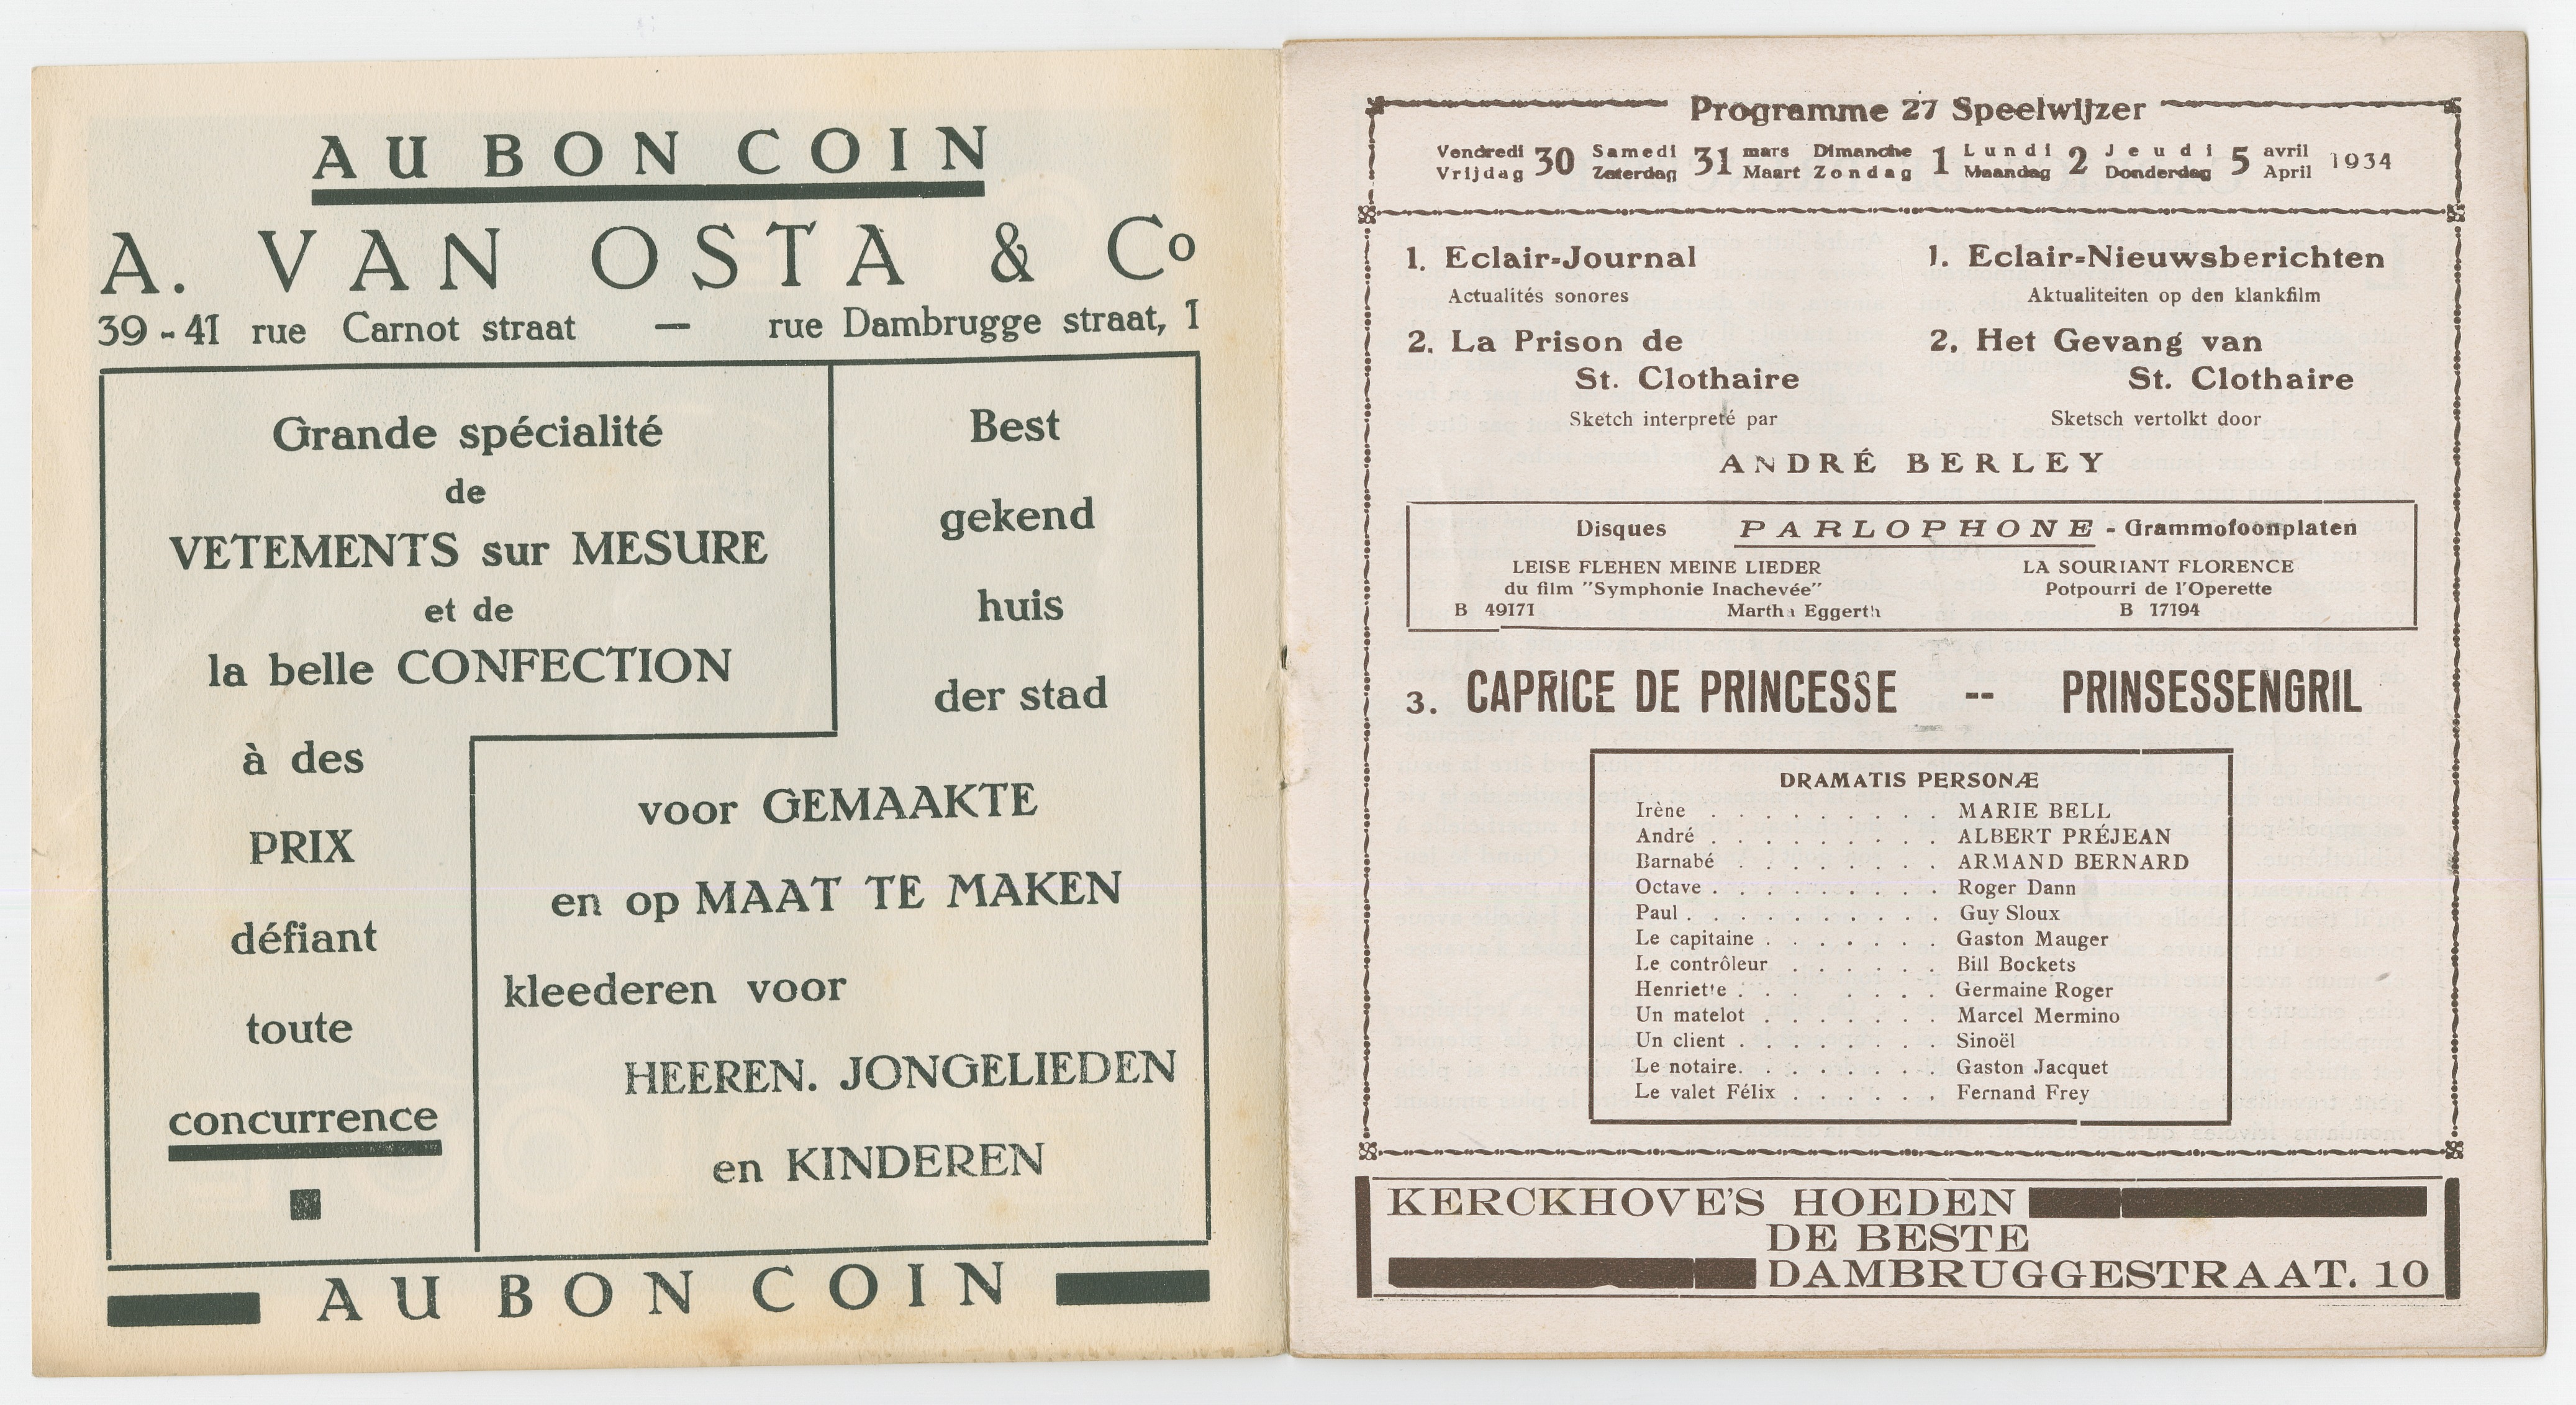 AU BON COIN
A. VAN OSTA & Co
39-41 rue Carnot straat — rue Dambrugge straat, 1
Grande spécialité
de
VETEMENTS sur MESURE
et de
la belle CONFECTION
à des
PRIX
défiant
toute
concurrence
Best
gekend
huis
der stad
voor GEMAAKTE
en op MAAT TE MAKEN
kleederen voor
HEEREN. JONGELIEDEN
en KINDEREN
AU BON COIN
Programme 27 Speelwijzer
Vendredi 30 Samedi 31 mars Dimanche 1 Lundi 2 Jeudi 5 avril 1934
Vrijdag Zaterdag Maart Zondag Maandag Donderdag April
1. Eclair-Journal
Actualités sonores
2. La Prison de
St. Clothaire
Sketch interpreté par
1. Eclair-Nieuwsberichten
Aktualiteiten op den klankfilm
2. Het Gevang van
St. Clothaire
Sketsch vertolkt door
ANDRÉ BERLEY
Disques PARLOPHONE - Grammofoonplaten
LEISE FLEHEN MEINE LIEDER
du film "Symphonie Inachevée"
B 49171 Martha Eggerth
LA SOURIANT FLORENCE
Potpourri de l'Operette
B 17194
3. CAPRICE DE PRINCESSE -- PRINSESSENGRIL
DRAMATIS PERSONÆ
Irène . . . . . . . . . MARIE BELL
André . . . . . . . . . ALBERT PRÉJEAN
Barnabé . . . . . . . . ARMAND BERNARD
Octave . . . . . . . . . Roger Dann
Paul . . . . . . . . . . Guy Sloux
Le capitaine . . . . . . . Gaston Mauger
Le contrôleur . . . . . . Bill Bockets
Henriette . . . . . . . Germaine Roger
Un matelot . . . . . . . Marcel Mermino
Un client . . . . . . . . Sinoël
Le notaire. . . . . . . . Gaston Jacquet
Le valet Félix . . . . . . Fernand Frey
KERCKHOVE'S HOEDEN
DE BESTE
DAMBRUGGESTRAAT. 10